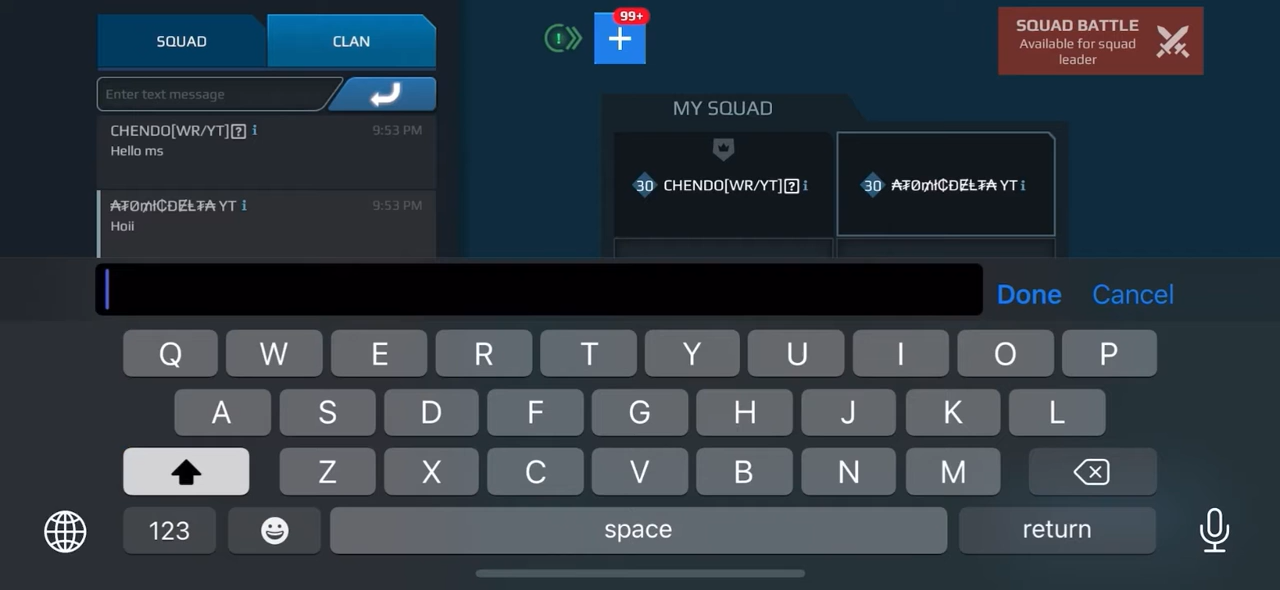 SQUAD
CLAN
Enter text message
CHENDO[WR/YT]
9:53 PM
Hello ms
9:53 PM
₳₮Ø₥ł₵ĐɆⱠ₮₳ YT
Hoii
99+
SQUAD BATTLE
Available for squad
leader
MY SQUAD
30 CHENDO[WR/YT]
30 ₳₮Ø₥ł₵ĐɆⱠ₮₳ YT
Done
Cancel
Q W E R T Y U I O P
A S D F G H J K L
Z X C V B N M
123
space
return